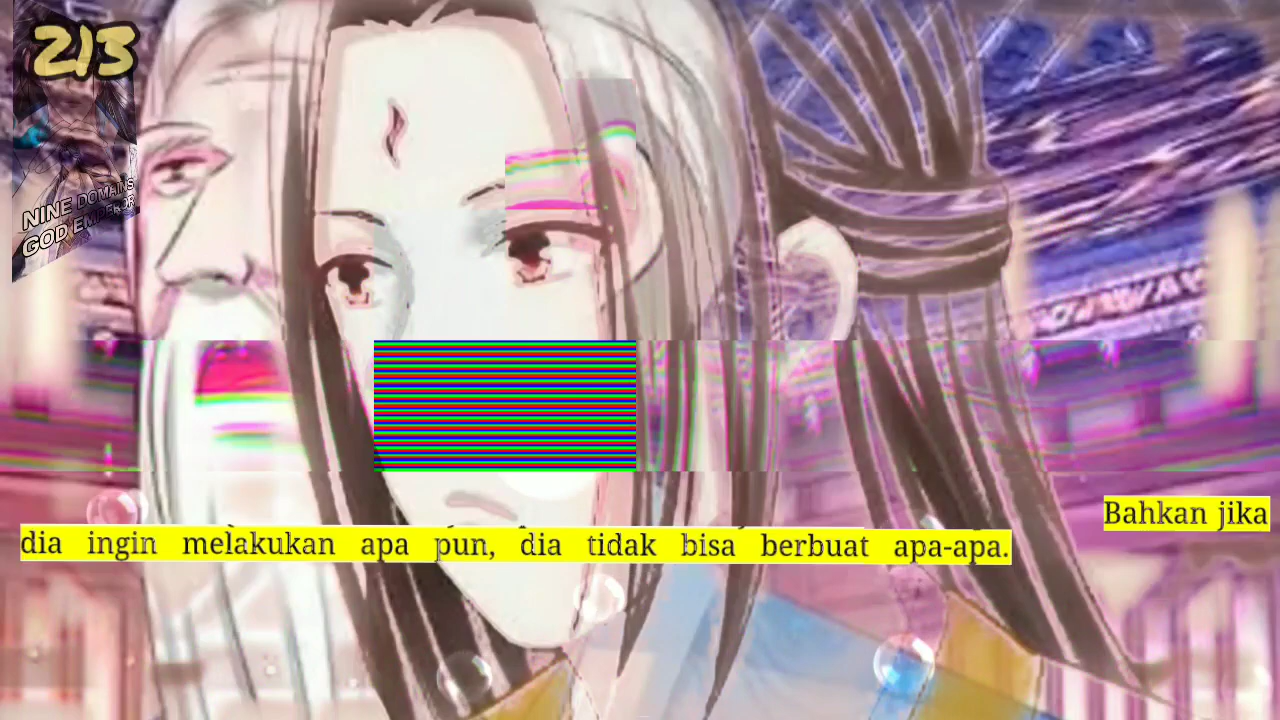 213
NINE DOMAINS
GOD EMPEROR
Bahkan jika
dia ingin melakukan apa pun, dia tidak bisa berbuat apa-apa.